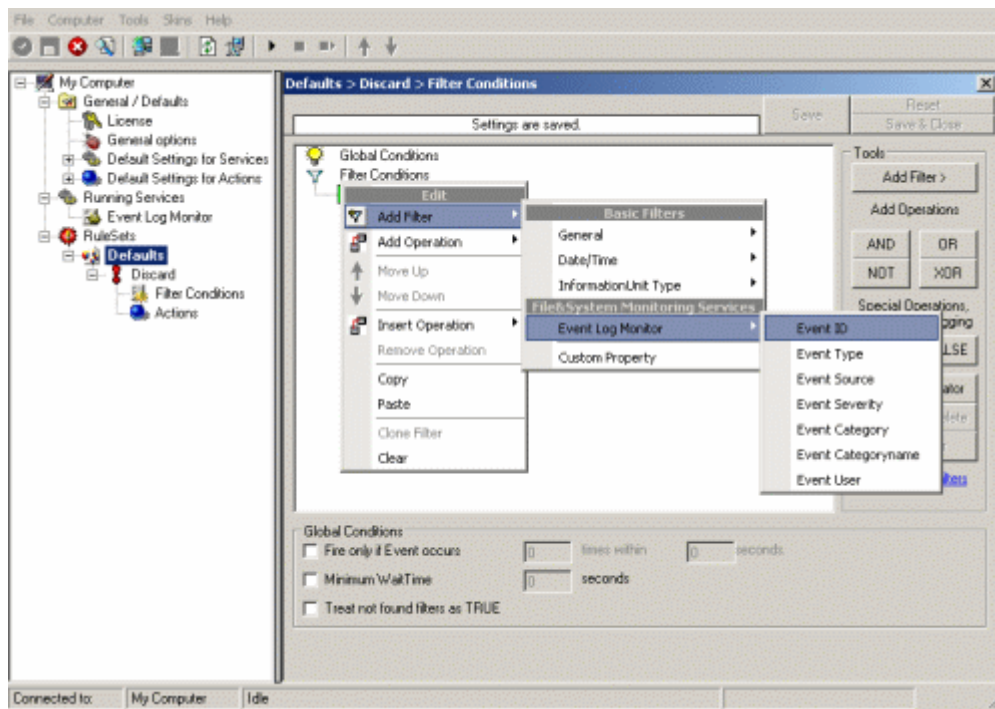 File Computer Tools Skins Help
My Computer
General / Defaults
License
General options
Default Settings for Services
Default Settings for Actions
Running Services
Event Log Monitor
RuleSets
Defaults
Discard
Filter Conditions
Actions
Defaults > Discard > Filter Conditions
Settings are saved.
Save
Reset
Save & Close
Global Conditions
Filter Conditions
Edit
Add Filter
Add Operation
Move Up
Move Down
Insert Operation
Remove Operation
Copy
Paste
Clone Filter
Clear
Basic Filters
General
Date/Time
InformationUnit Type
File&System Monitoring Services
Event Log Monitor
Custom Property
Event ID
Event Type
Event Source
Event Severity
Event Category
Event Categoryname
Event User
Tools
Add Filter >
Add Operations
AND OR
NOT XOR
Special Operations,
Global Conditions
Fire only if Event occurs 0 times within 0 seconds.
Minimum WaitTime 0 seconds
Treat not found filters as TRUE
Connected to: My Computer Idle